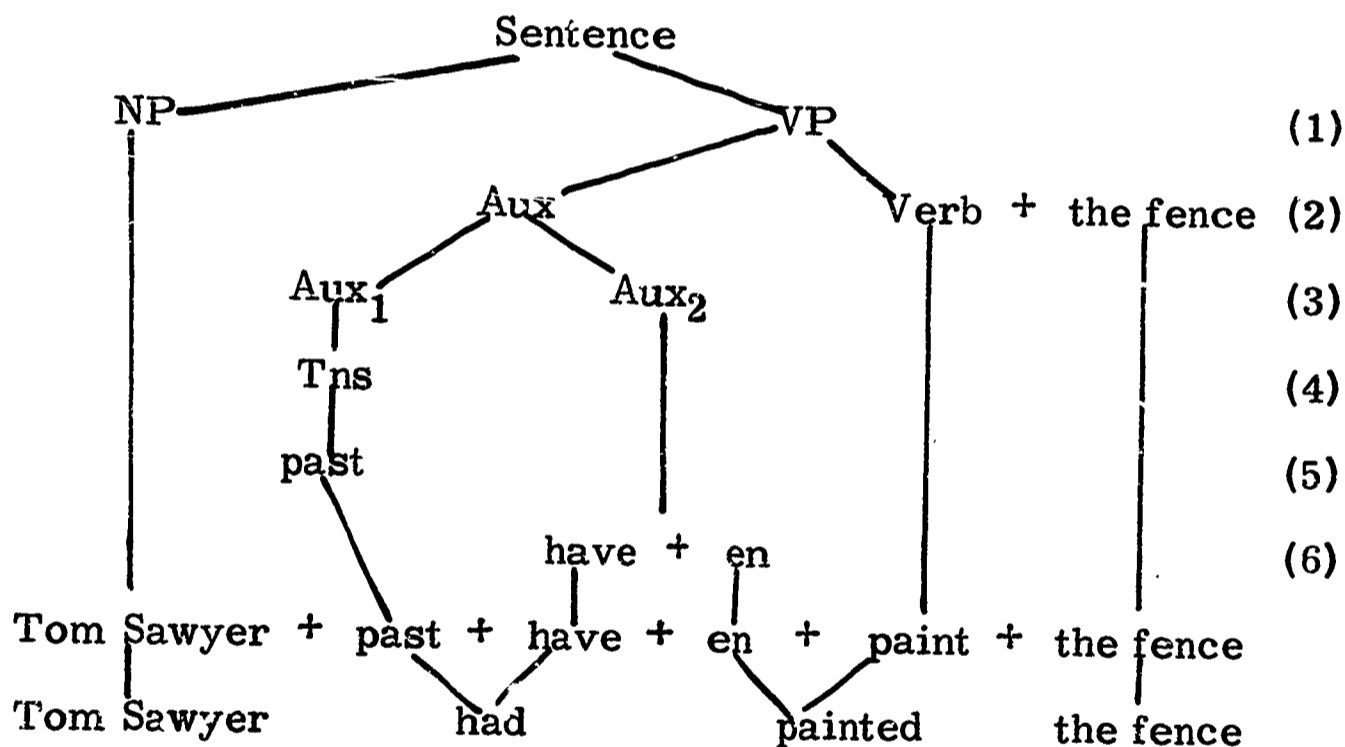 Sentence
NP VP (1)
Aux Verb + the fence (2)
Aux1 Aux2 (3)
Tns (4)
past (5)
have + en (6)
Tom Sawyer + past + have + en + paint + the fence
Tom Sawyer had painted the fence